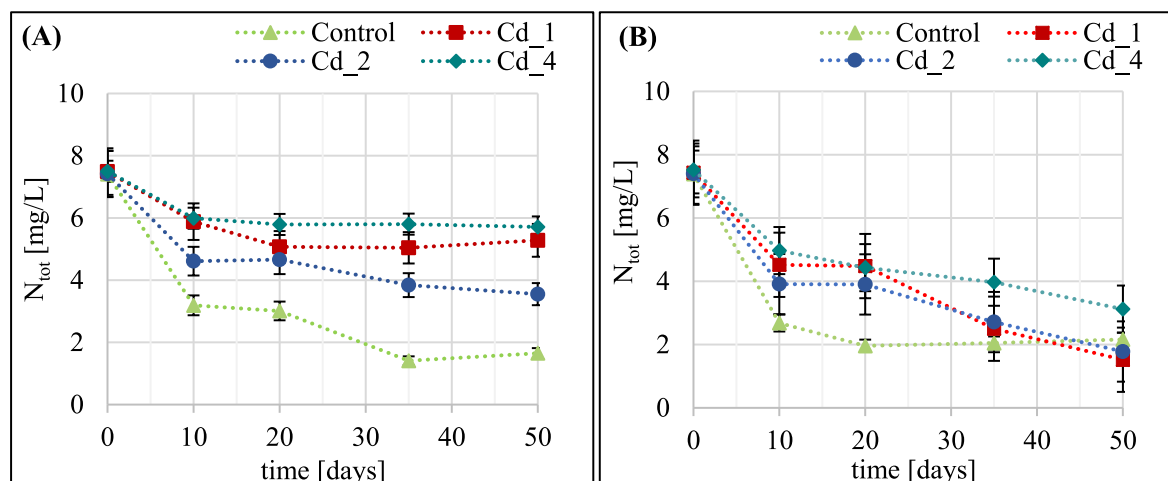 (A)
Control
Cd_1
Cd_2
Cd_4
10
8
6
4
2
0
N_tot [mg/L]
0 10 20 30 40 50
time [days]
(B)
Control
Cd_1
Cd_2
Cd_4
10
8
6
4
2
0
N_tot [mg/L]
0 10 20 30 40 50
time [days]